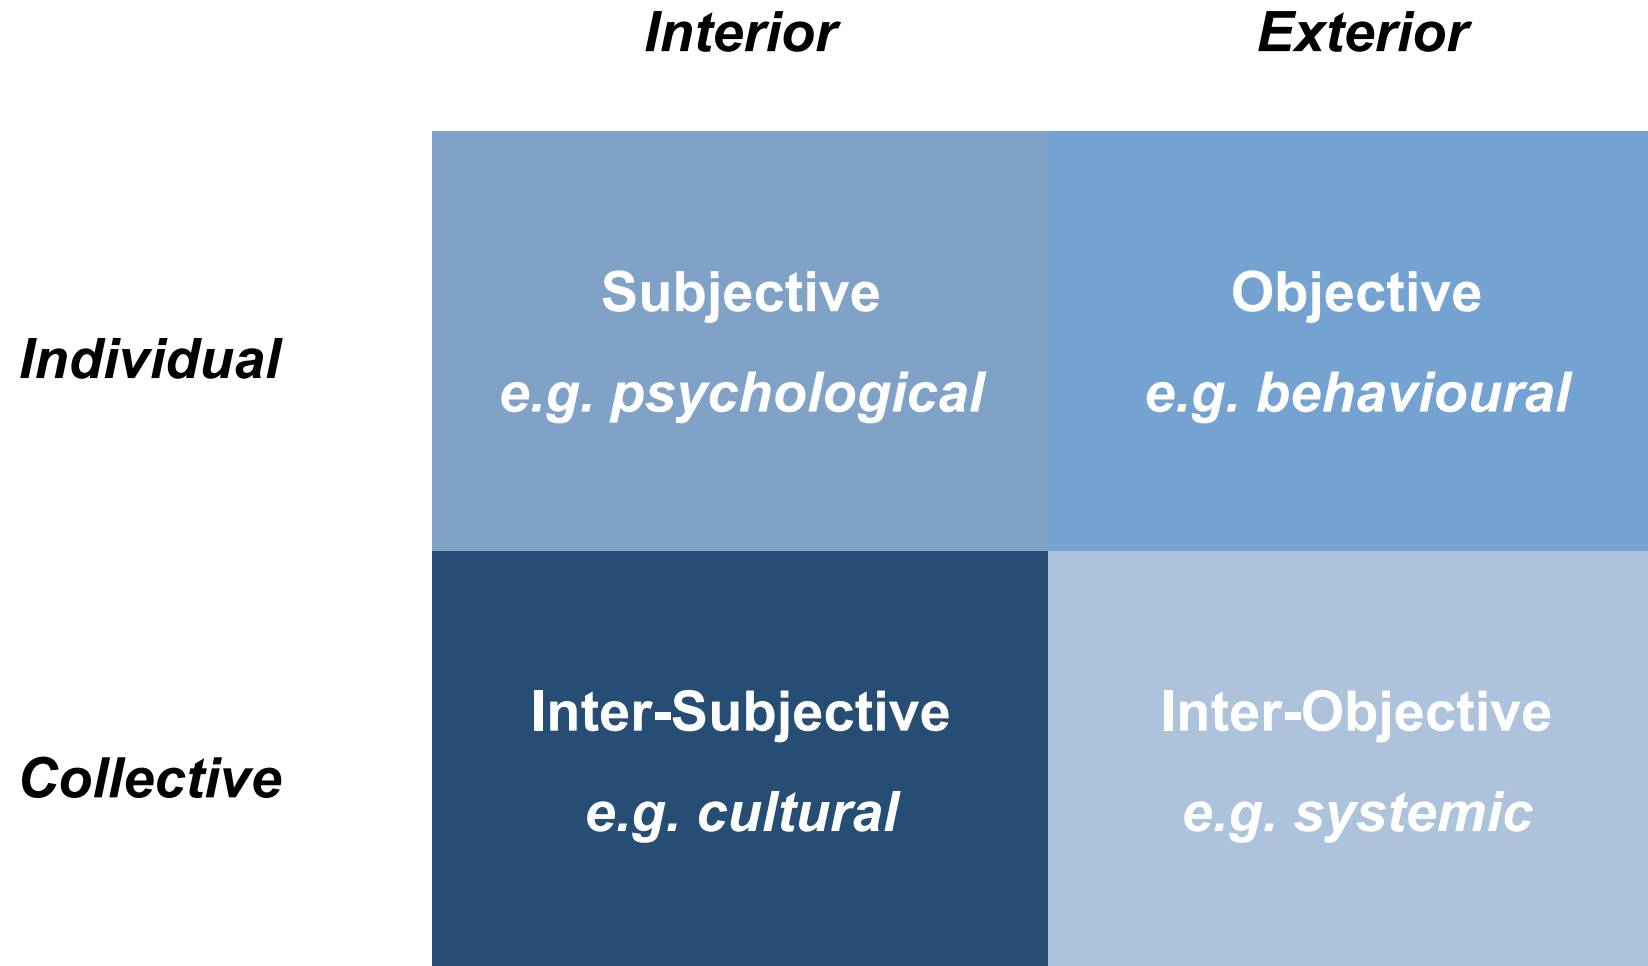 Interior Exterior
Individual
Subjective
e.g. psychological
Objective
e.g. behavioural
Collective
Inter-Subjective
e.g. cultural
Inter-Objective
e.g. systemic